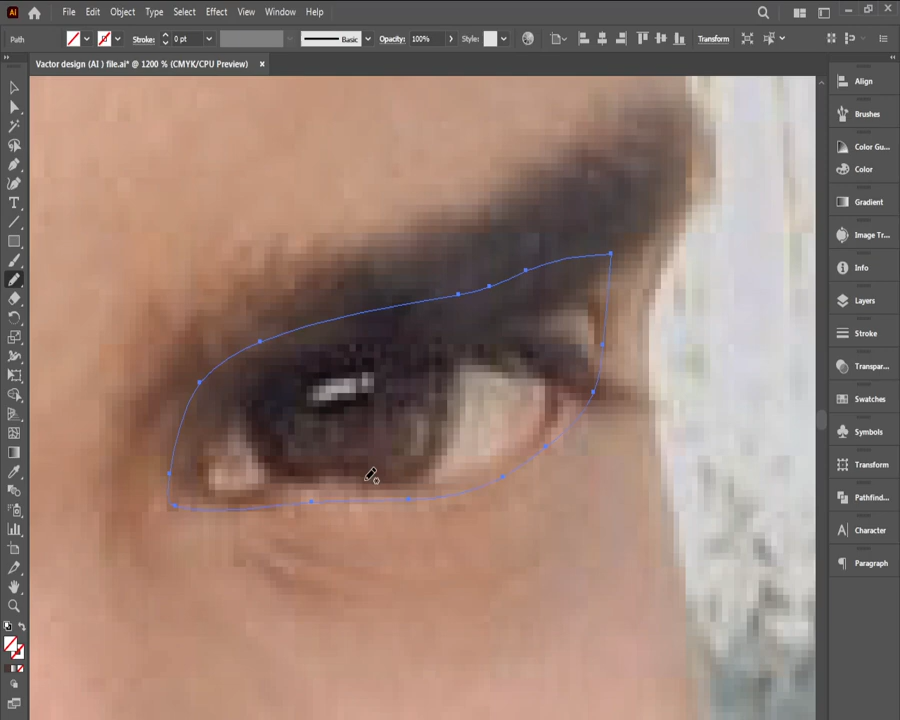 Ai File Edit Object Type Select Effect View Window Help
Path Stroke: 0 pt Basic Opacity: 100% Style: Transform
Vactor design (AI ) file.ai* @ 1200 % (CMYK/CPU Preview) ×
Align
Brushes
Color Gu...
Color
Gradient
Image Tr...
Info
Layers
Stroke
Transpar...
Swatches
Symbols
Transform
Pathfind...
Character
Paragraph